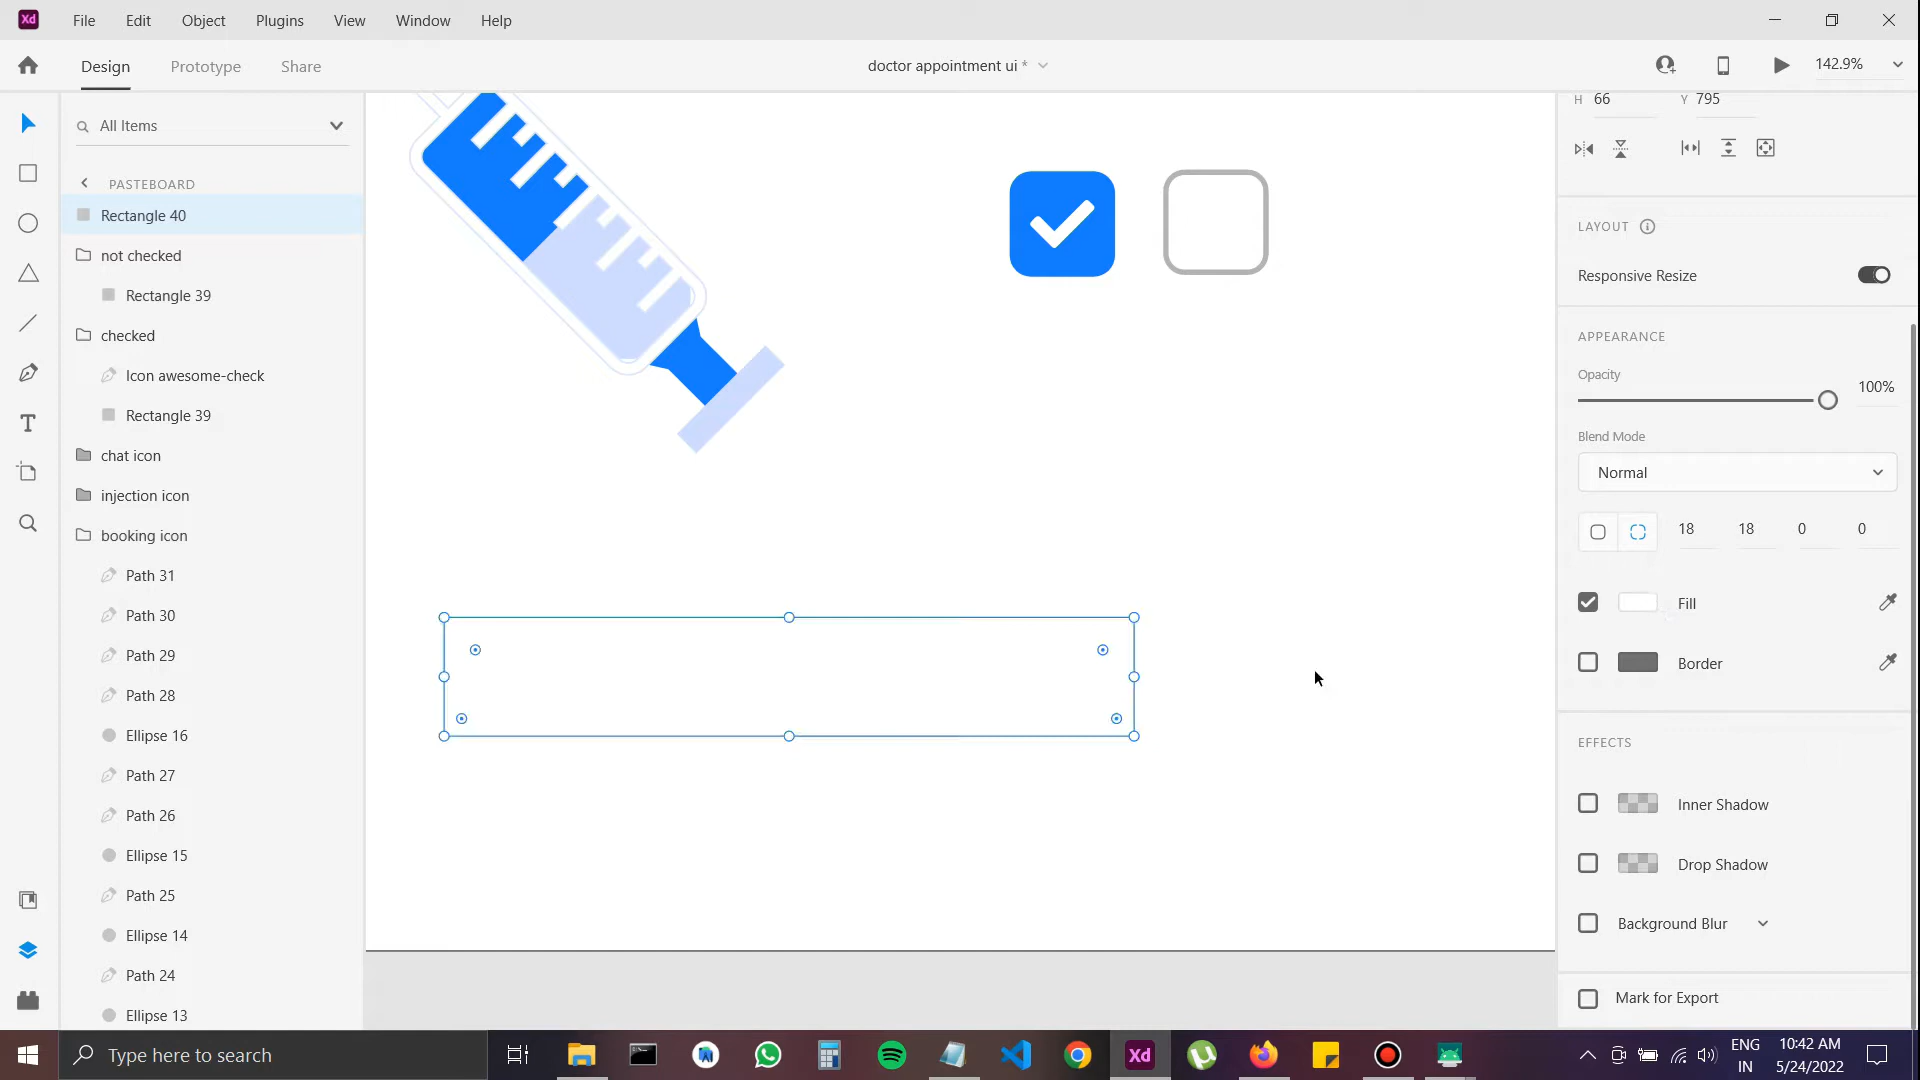 Xd File Edit Object Plugins View Window Help
Design Prototype Share
doctor appointment ui *
142.9%
All Items
PASTEBOARD
Rectangle 40
not checked
Rectangle 39
checked
Icon awesome-check
Rectangle 39
chat icon
injection icon
booking icon
Path 31
Path 30
Path 29
Path 28
Ellipse 16
Path 27
Path 26
Ellipse 15
Path 25
Ellipse 14
Path 24
Ellipse 13
H 66 Y 795
LAYOUT
Responsive Resize
APPEARANCE
Opacity
100%
Blend Mode
Normal
18 18 0 0
Fill
Border
EFFECTS
Inner Shadow
Drop Shadow
Background Blur
Mark for Export
Type here to search
Xd
ENG
IN
10:42 AM
5/24/2022